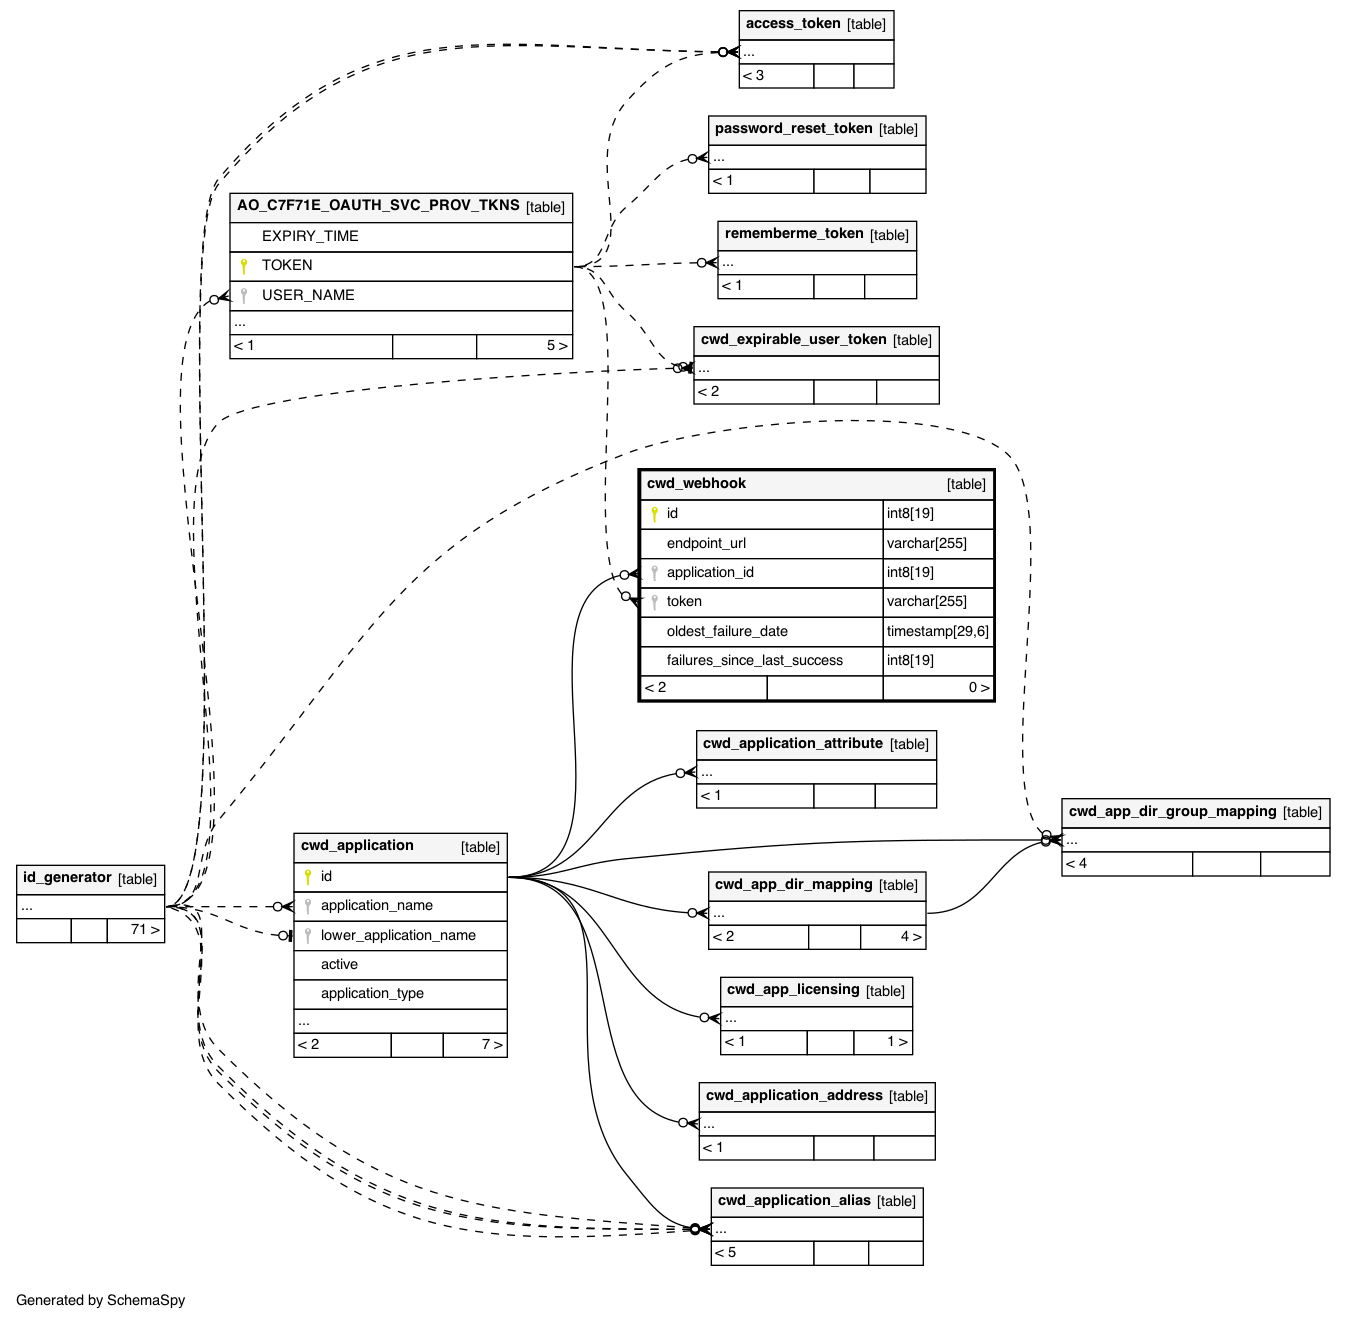 access_token [table]
...
< 3
password_reset_token [table]
...
< 1
AO_C7F71E_OAUTH_SVC_PROV_TKNS [table]
EXPIRY_TIME
TOKEN
USER_NAME
...
< 1 5 >
rememberme_token [table]
...
< 1
cwd_expirable_user_token [table]
...
< 2
cwd_webhook [table]
id int8[19]
endpoint_url varchar[255]
application_id int8[19]
token varchar[255]
oldest_failure_date timestamp[29,6]
failures_since_last_success int8[19]
< 2 0 >
cwd_application_attribute [table]
...
< 1
cwd_app_dir_group_mapping [table]
...
< 4
cwd_application [table]
id
application_name
lower_application_name
active
application_type
...
< 2 7 >
id_generator [table]
...
71 >
cwd_app_dir_mapping [table]
...
< 2 4 >
cwd_app_licensing [table]
...
< 1 1 >
cwd_application_address [table]
...
< 1
cwd_application_alias [table]
...
< 5
Generated by SchemaSpy